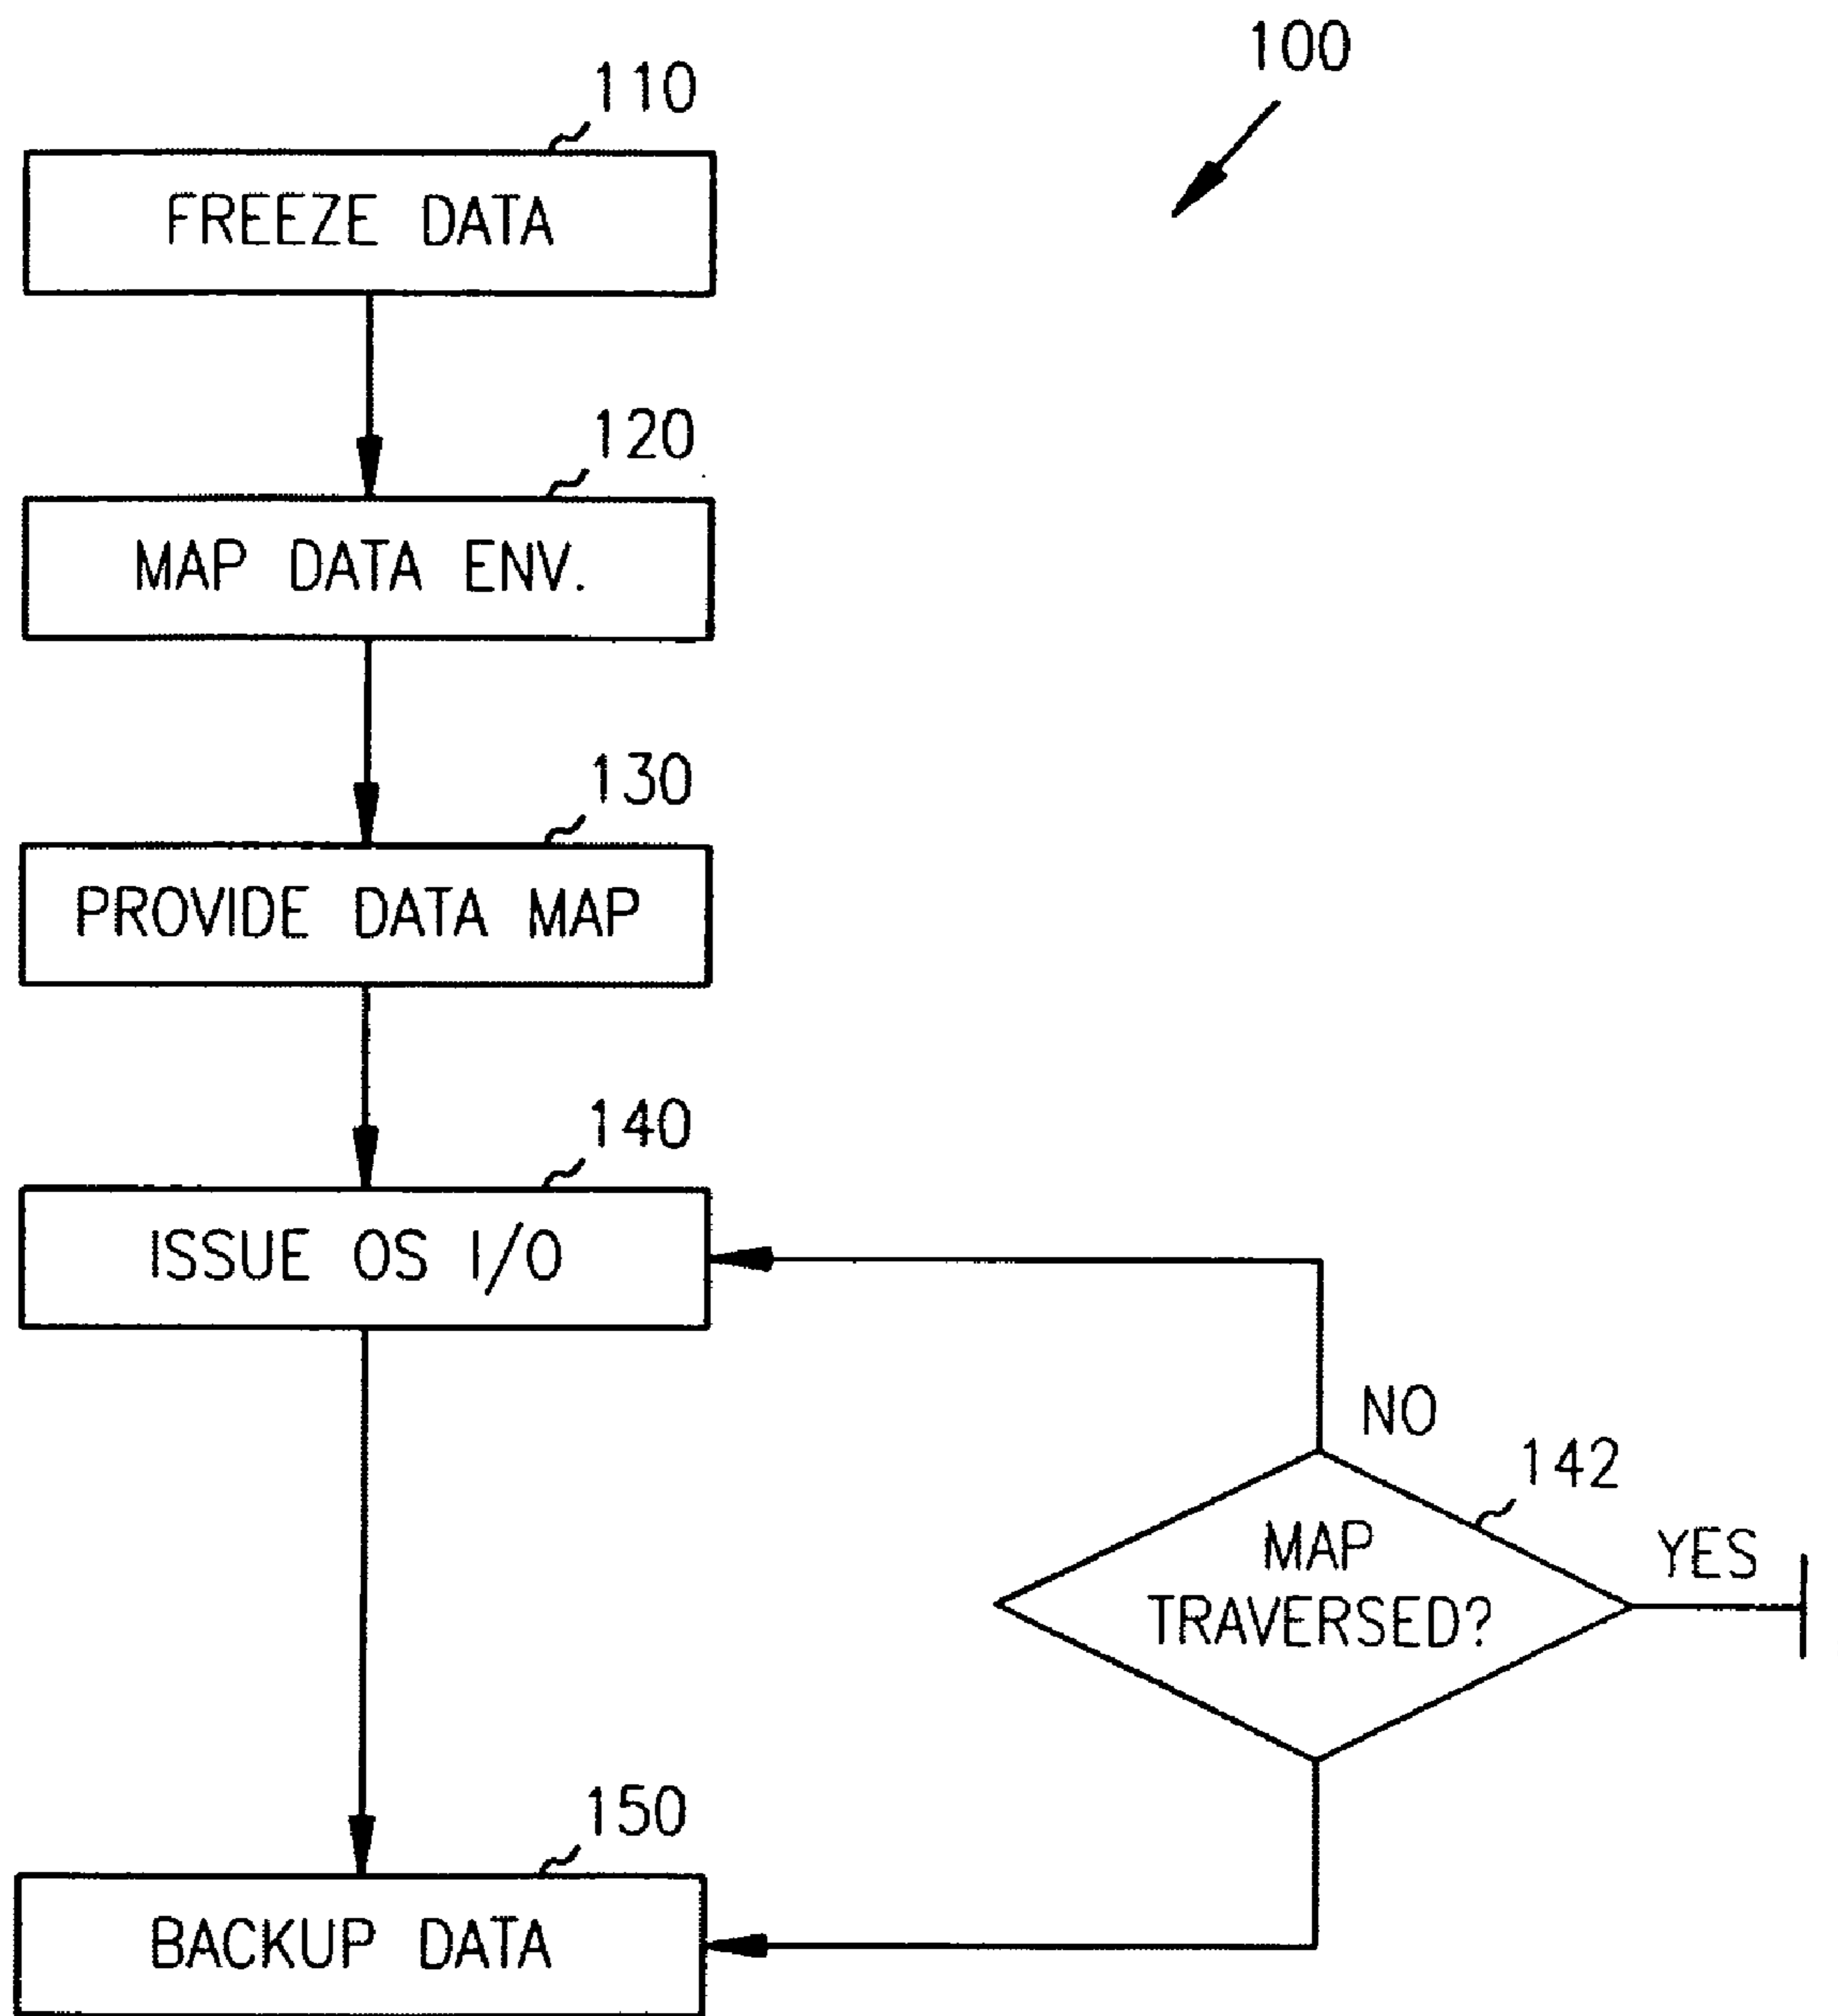 100
110
FREEZE DATA
120
MAP DATA ENV.
130
PROVIDE DATA MAP
140
ISSUE OS I/O
NO
142
MAP
TRAVERSED?
YES
150
BACKUP DATA